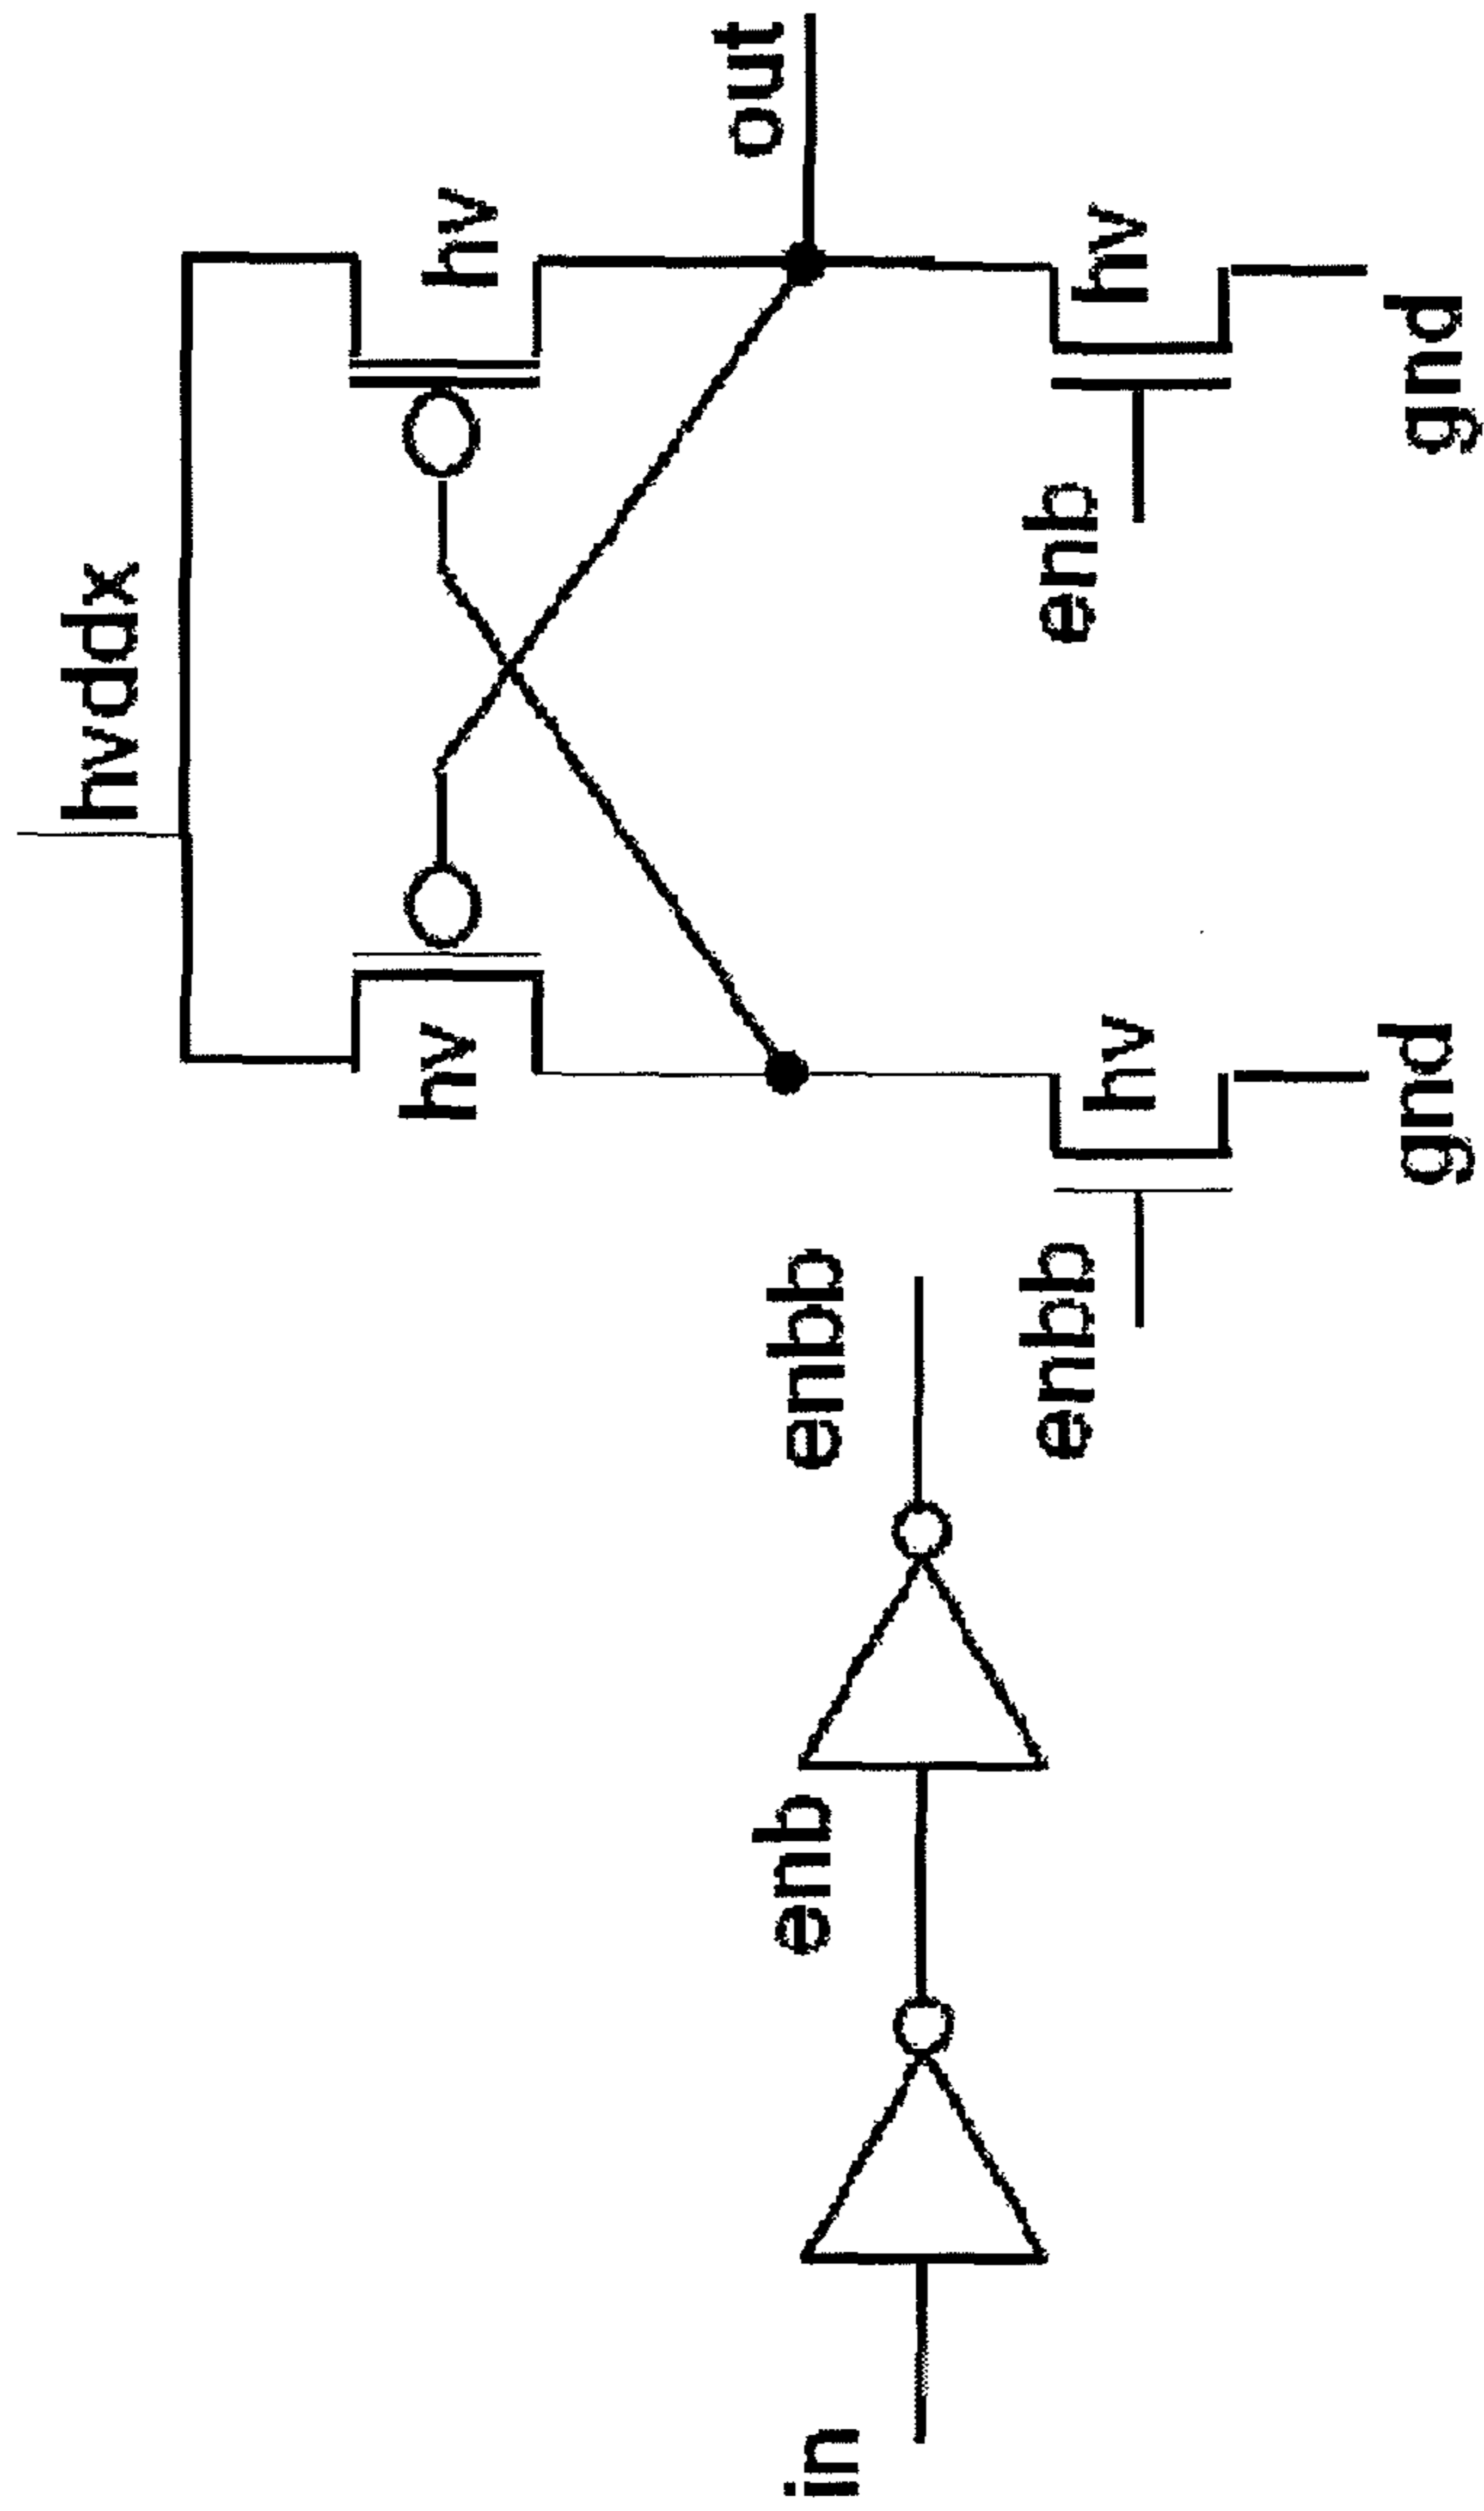 hvddx
hv
hv
out
in
enb
enbb
enbb
hv
enb
hv
gnd
gnd